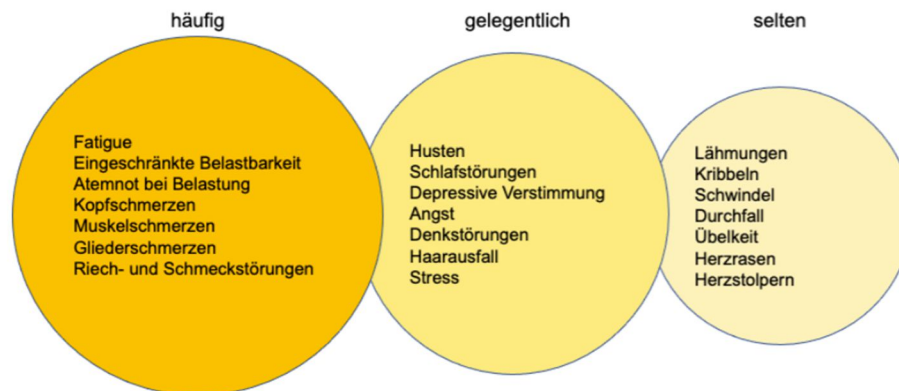 häufig
Fatigue
Eingeschränkte Belastbarkeit
Atemnot bei Belastung
Kopfschmerzen
Muskelschmerzen
Gliederschmerzen
Riech- und Schmeckstörungen
gelegentlich
Husten
Schlafstörungen
Depressive Verstimmung
Angst
Denkstörungen
Haarausfall
Stress
selten
Lähmungen
Kribbeln
Schwindel
Durchfall
Übelkeit
Herzrasen
Herzstolpern